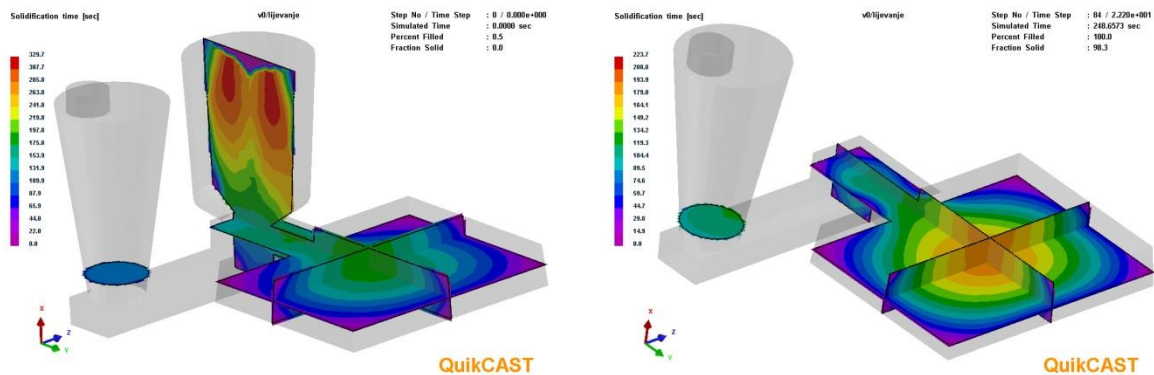 Solidification time [sec]
v0/lijevanje
Step No / Time Step : 0 / 0.000e+000
Simulated Time : 0.0000 sec
Percent Filled : 0.5
Fraction Solid : 0.0
329.7
307.7
285.8
263.8
241.8
219.8
197.8
175.8
153.9
131.9
109.9
87.9
65.9
44.0
22.0
0.0
X
Z
Y
QuikCAST
Solidification time [sec]
v0/lijevanje
Step No / Time Step : 84 / 2.220e+001
Simulated Time : 248.6573 sec
Percent Filled : 100.0
Fraction Solid : 98.3
223.7
208.8
193.9
179.0
164.1
149.2
134.2
119.3
104.4
89.5
74.6
59.7
44.7
29.8
14.9
0.0
X
Z
Y
QuikCAST